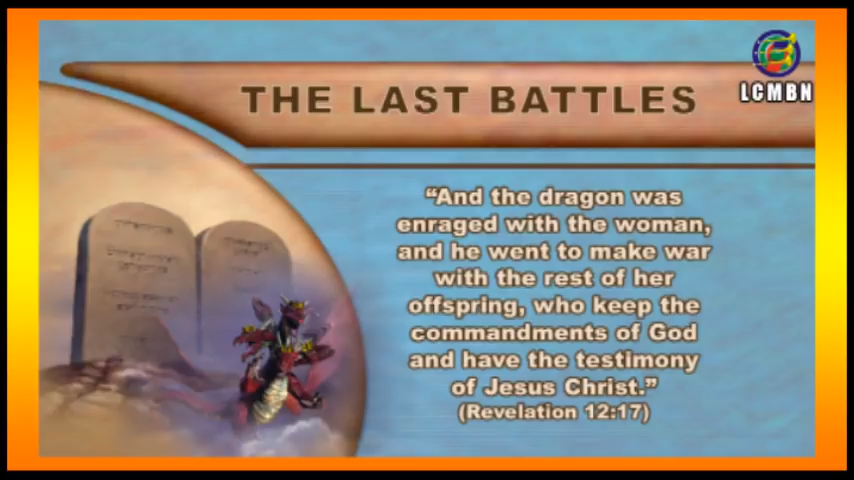 LCMBN
THE LAST BATTLES
“And the dragon was
enraged with the woman,
and he went to make war
with the rest of her
offspring, who keep the
commandments of God
and have the testimony
of Jesus Christ.”
(Revelation 12:17)